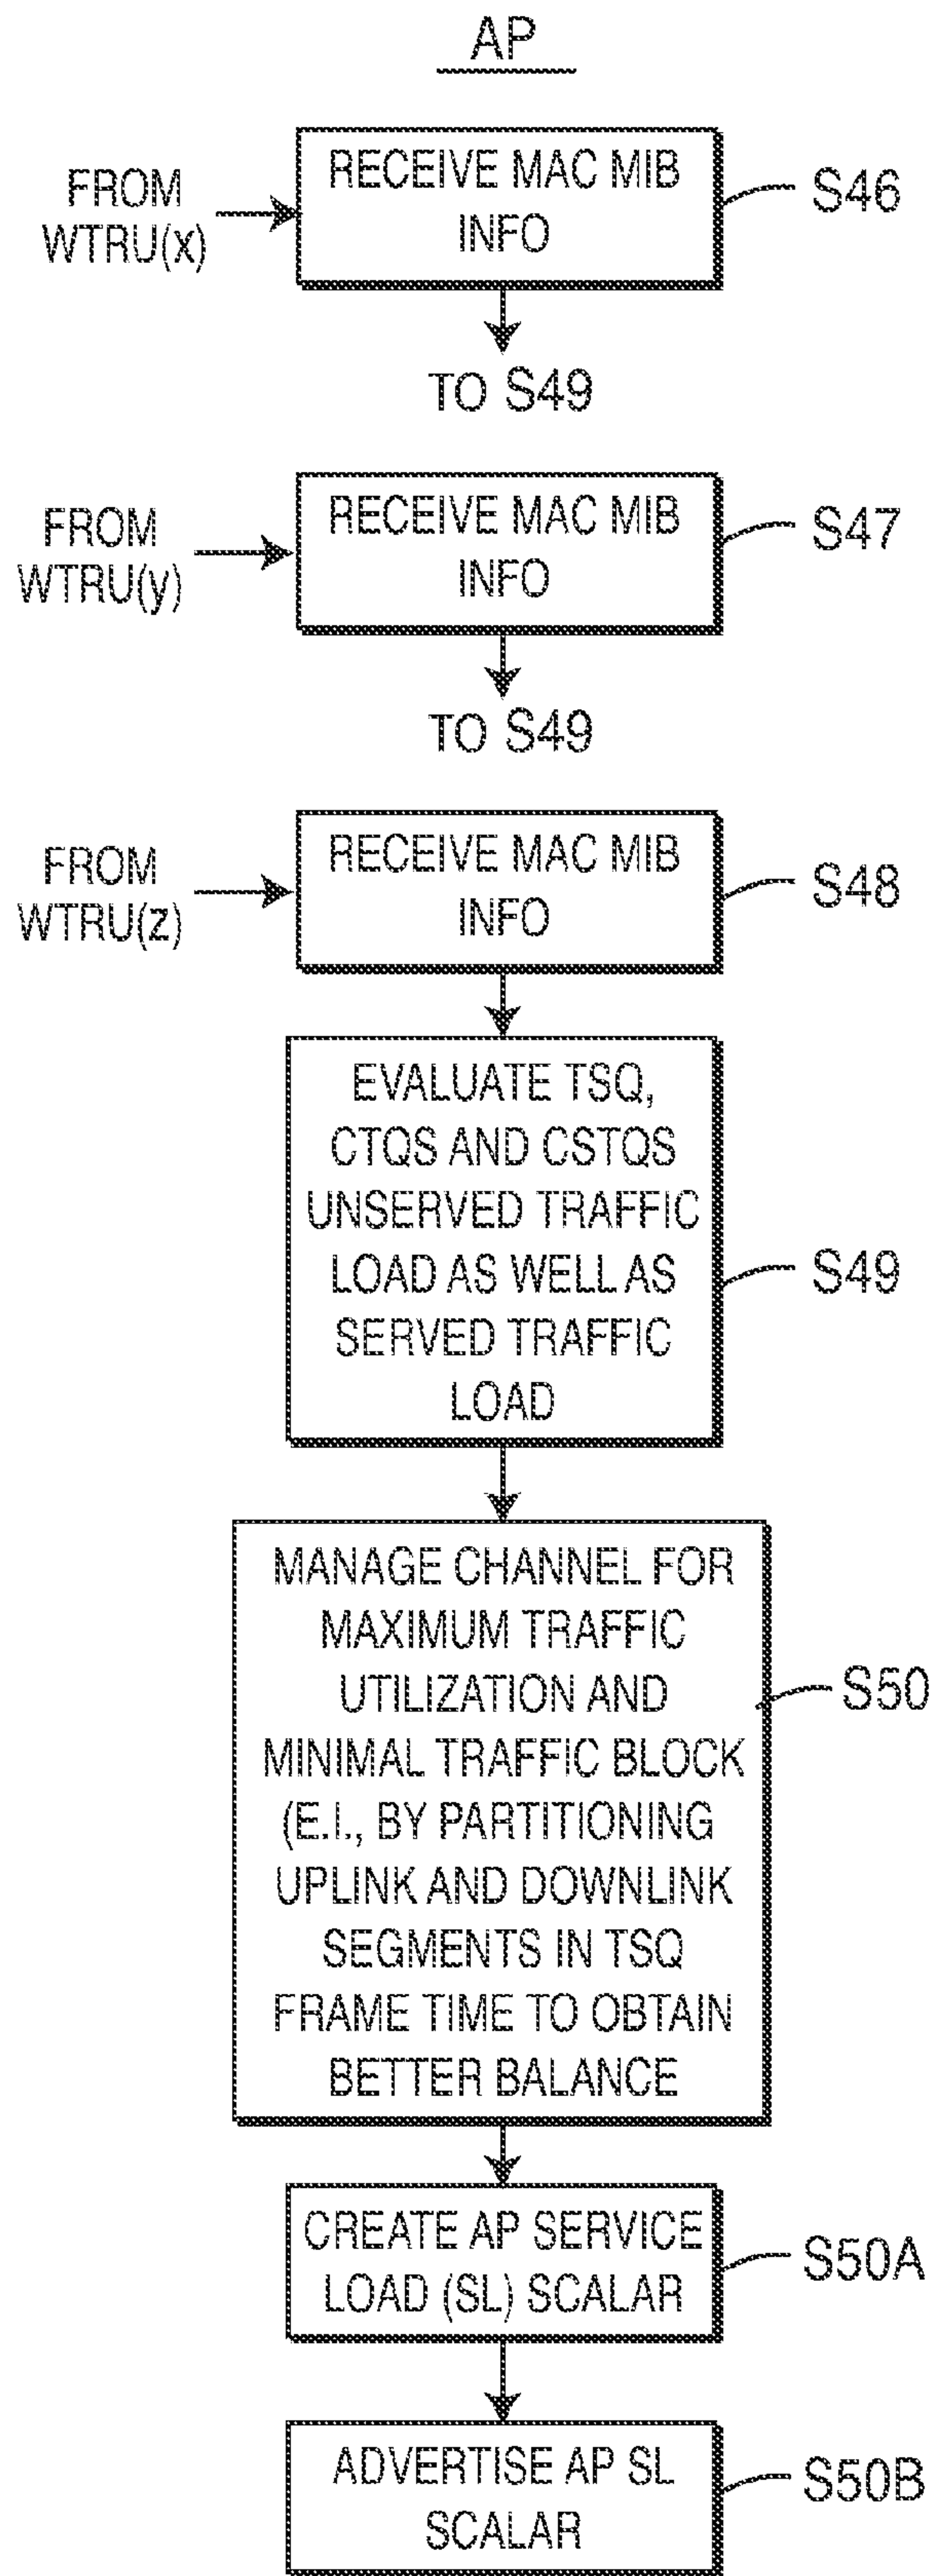 AP
FROM
WTRU(x)
RECEIVE MAC MIB
INFO
S46
TO S49
FROM
WTRU(y)
RECEIVE MAC MIB
INFO
S47
TO S49
FROM
WTRU(z)
RECEIVE MAC MIB
INFO
S48
EVALUATE TSQ,
CTQS AND CSTQS
UNSERVED TRAFFIC
LOAD AS WELL AS
SERVED TRAFFIC
LOAD
S49
MANAGE CHANNEL FOR
MAXIMUM TRAFFIC
UTILIZATION AND
MINIMAL TRAFFIC BLOCK
(E.I., BY PARTITIONING
UPLINK AND DOWNLINK
SEGMENTS IN TSQ
FRAME TIME TO OBTAIN
BETTER BALANCE
S50
CREATE AP SERVICE
LOAD (SL) SCALAR
S50A
ADVERTISE AP SL
SCALAR
S50B